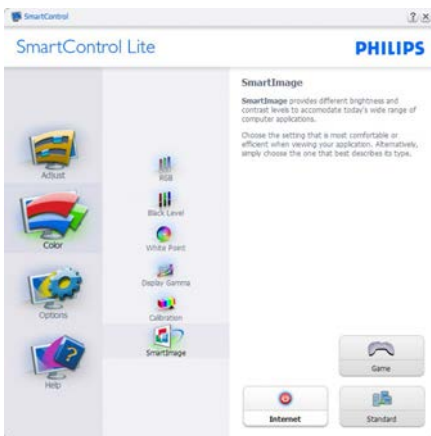 SmartControl
SmartControl Lite
PHILIPS
Adjust
Color
Options
Help
RGB
Black Level
White Point
Display Gamma
Calibration
SmartImage
SmartImage
SmartImage provides different brightness and
contrast levels to accomodate today's wide range of
computer applications.
Choose the setting that is most comfortable or
efficient when viewing your application. Alternatively,
simply choose the one that best describes its type.
Game
Internet
Standard